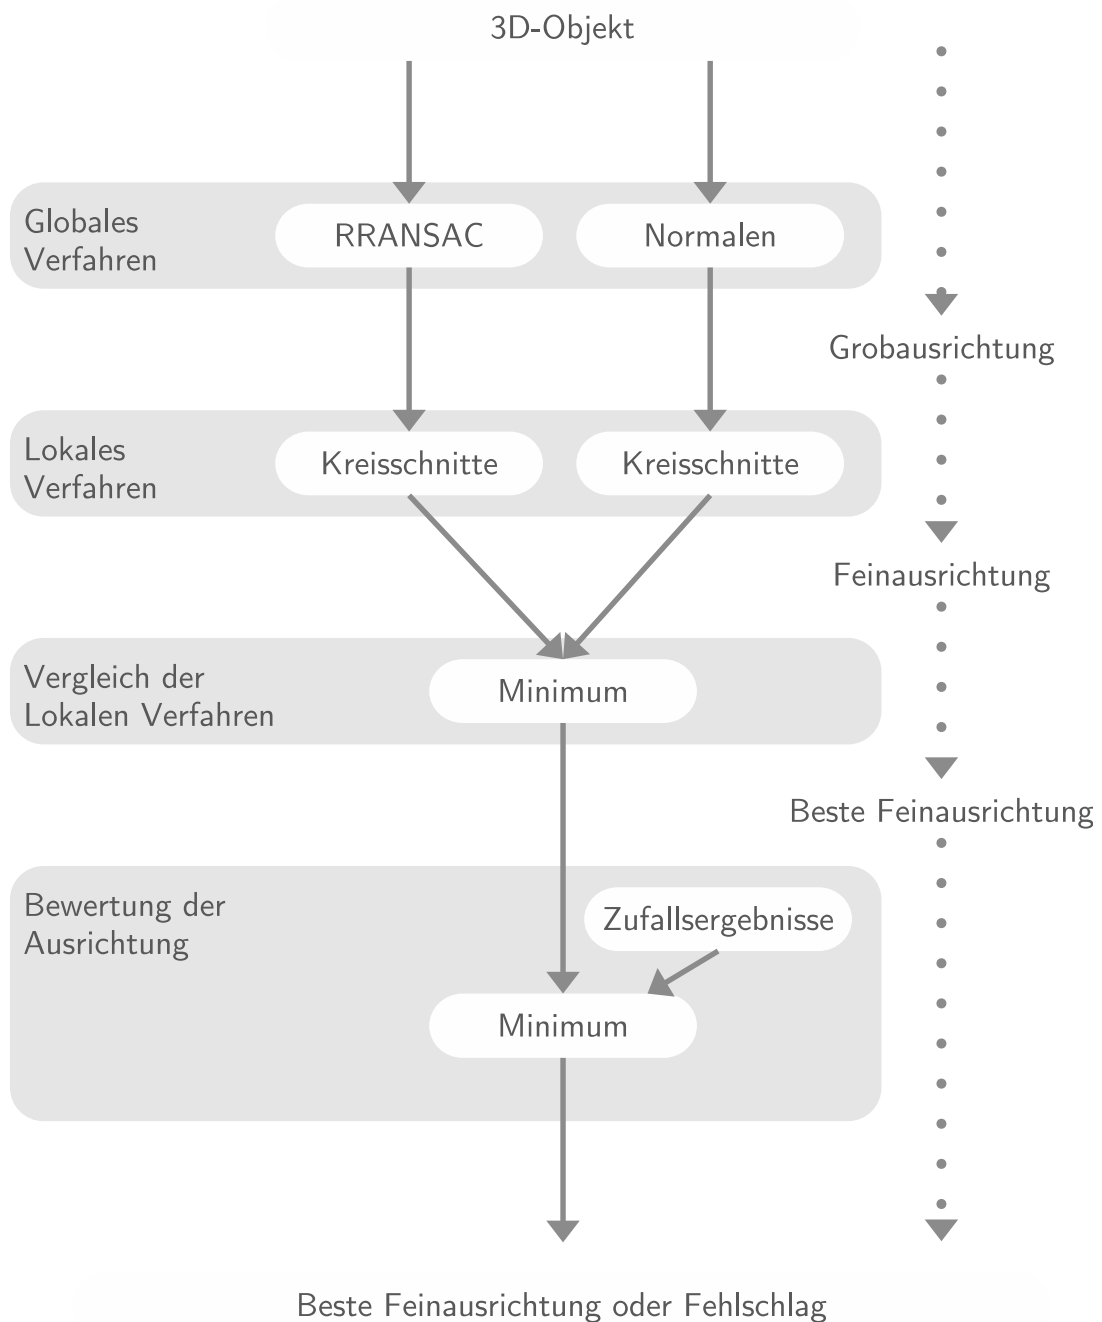 3D-Objekt
Globales
Verfahren
RRANSAC
Normalen
Grobausrichtung
Lokales
Verfahren
Kreisschnitte
Kreisschnitte
Feinausrichtung
Vergleich der
Lokalen Verfahren
Minimum
Beste Feinausrichtung
Bewertung der
Ausrichtung
Zufallsergebnisse
Minimum
Beste Feinausrichtung oder Fehlschlag